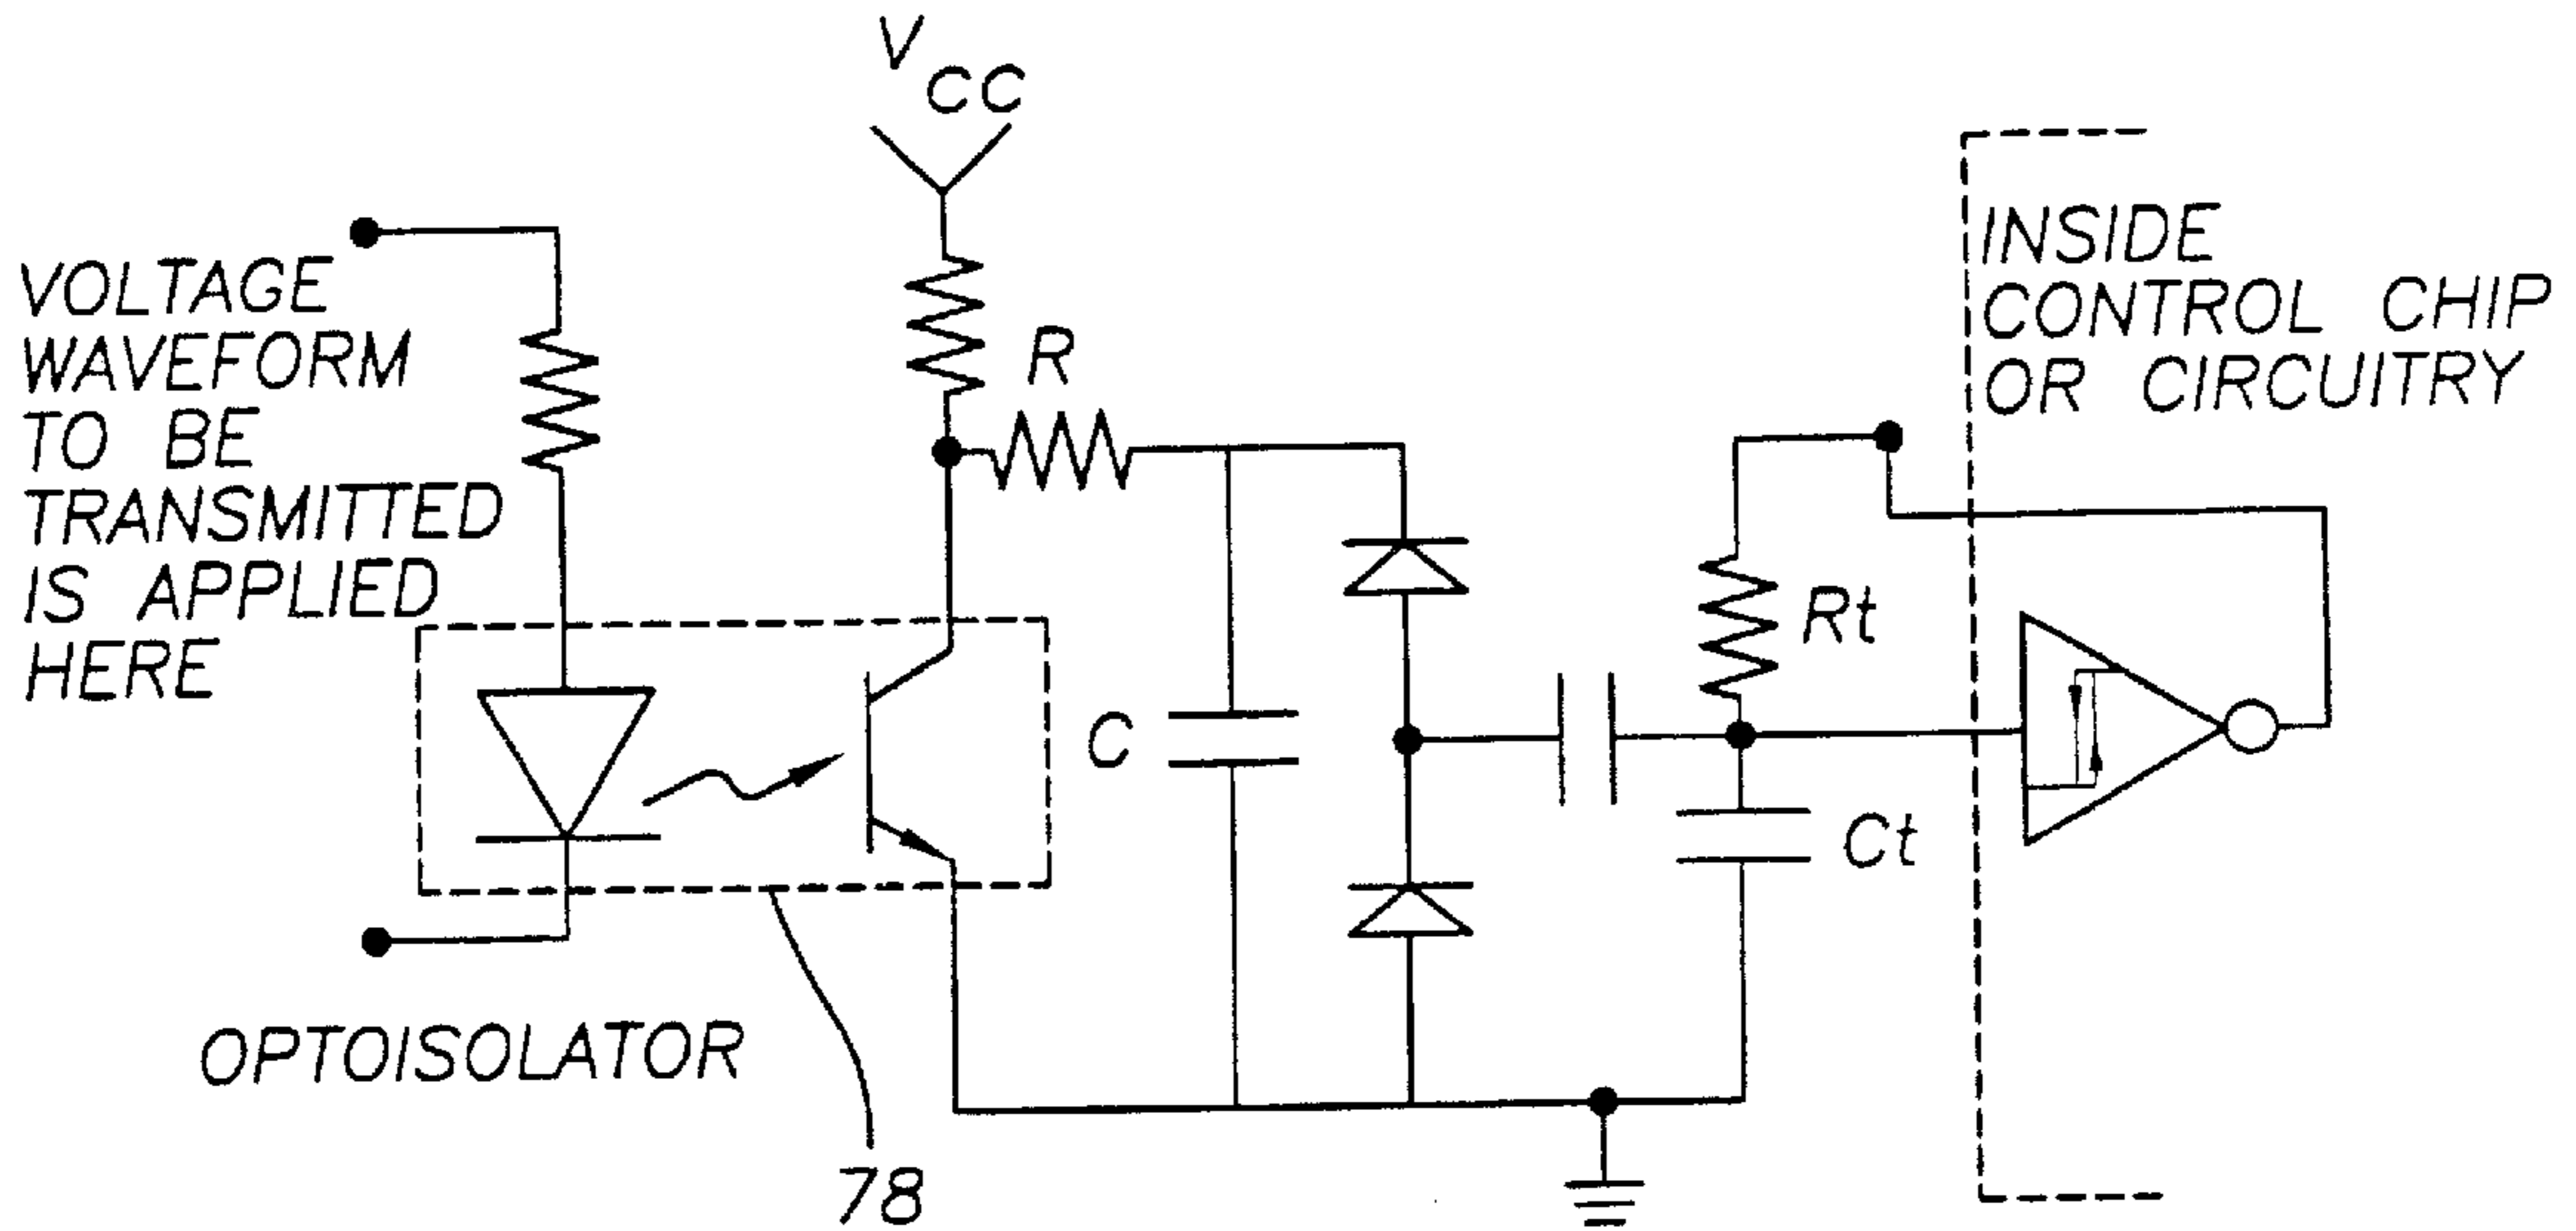 VCC
VOLTAGE
WAVEFORM
TO BE
TRANSMITTED
IS APPLIED
HERE
R
INSIDE
CONTROL CHIP
OR CIRCUITRY
Rt
C
Ct
OPTOISOLATOR
78